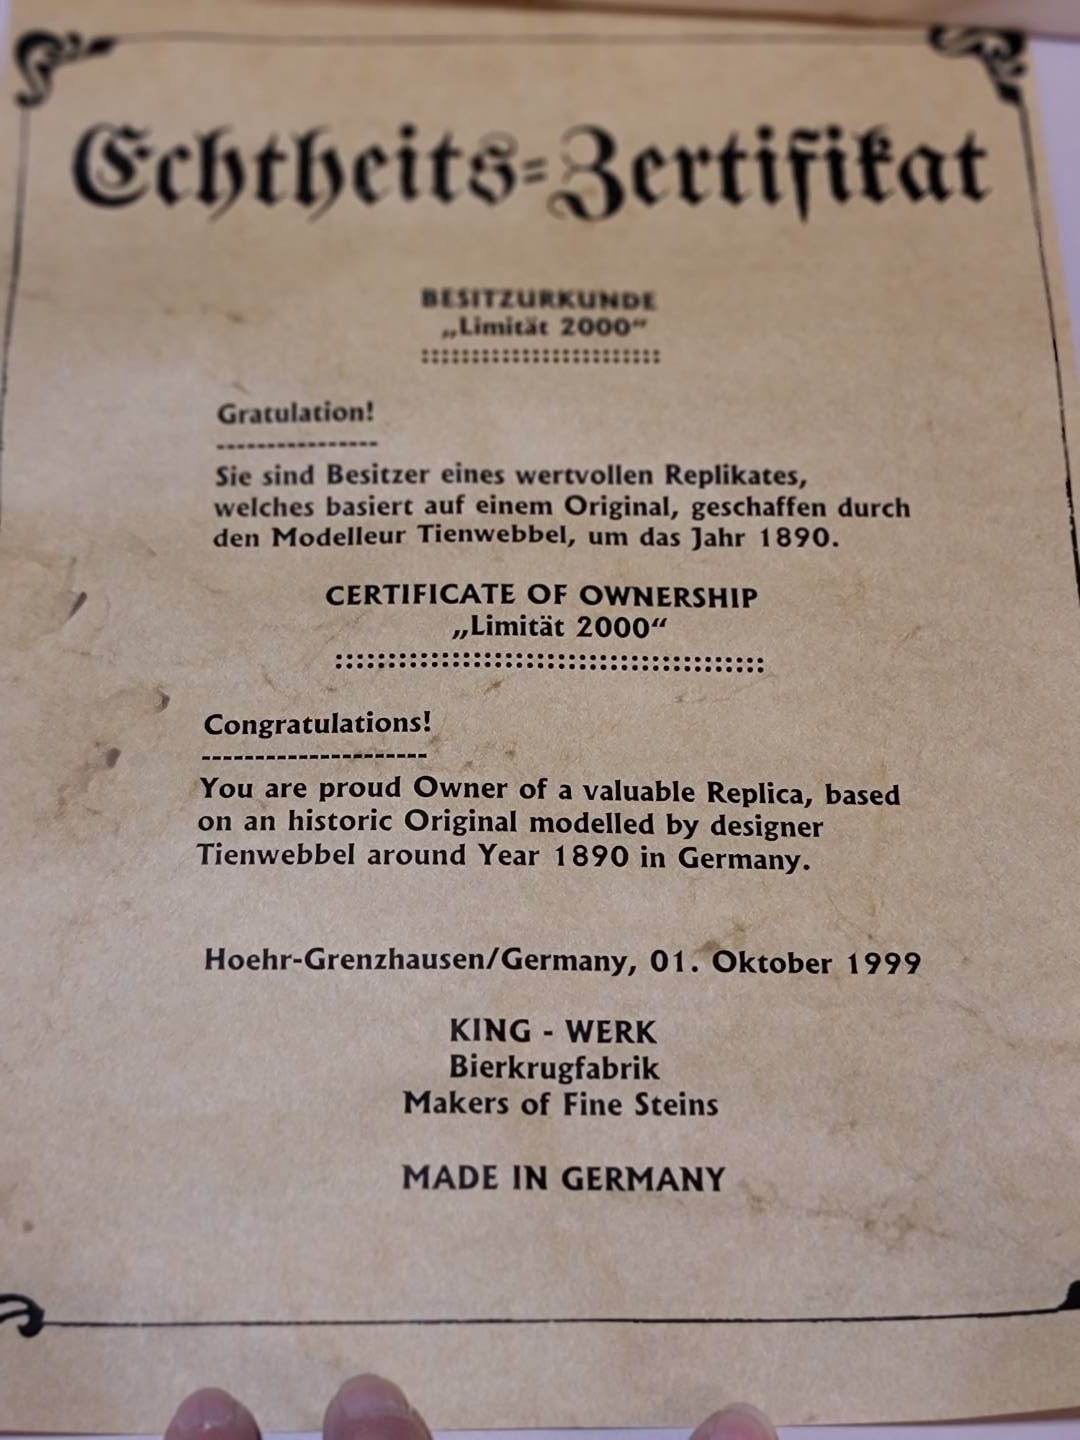 Echtheits=Zertifikat
BESITZURKUNDE
„Limität 2000“
::::::::::::::::::::::::
Gratulation!
----------------
Sie sind Besitzer eines wertvollen Replikates,
welches basiert auf einem Original, geschaffen durch
den Modelleur Tienwebbel, um das Jahr 1890.
CERTIFICATE OF OWNERSHIP
„Limität 2000“
:::::::::::::::::::::::::::::::::::::::::
Congratulations!
----------------------
You are proud Owner of a valuable Replica, based
on an historic Original modelled by designer
Tienwebbel around Year 1890 in Germany.
Hoehr-Grenzhausen/Germany, 01. Oktober 1999
KING - WERK
Bierkrugfabrik
Makers of Fine Steins
MADE IN GERMANY